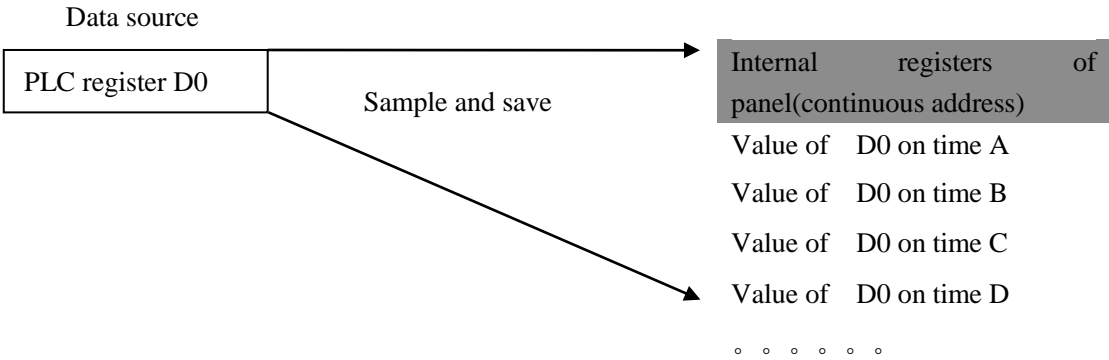 Data source
PLC register D0
Sample and save
Internal registers of
panel(continuous address)
Value of D0 on time A
Value of D0 on time B
Value of D0 on time C
Value of D0 on time D
。。。。。。